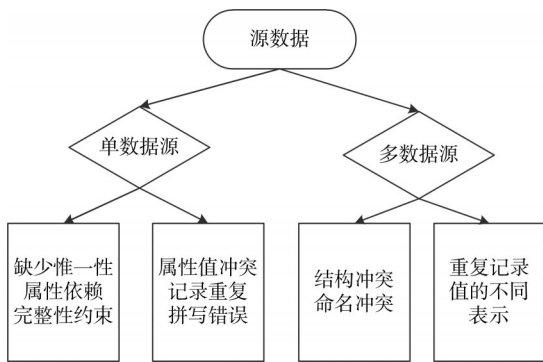 源数据
单数据源
多数据源
缺少惟一性
属性依赖
完整性约束
属性值冲突
记录重复
拼写错误
结构冲突
命名冲突
重复记录
值的不同
表示